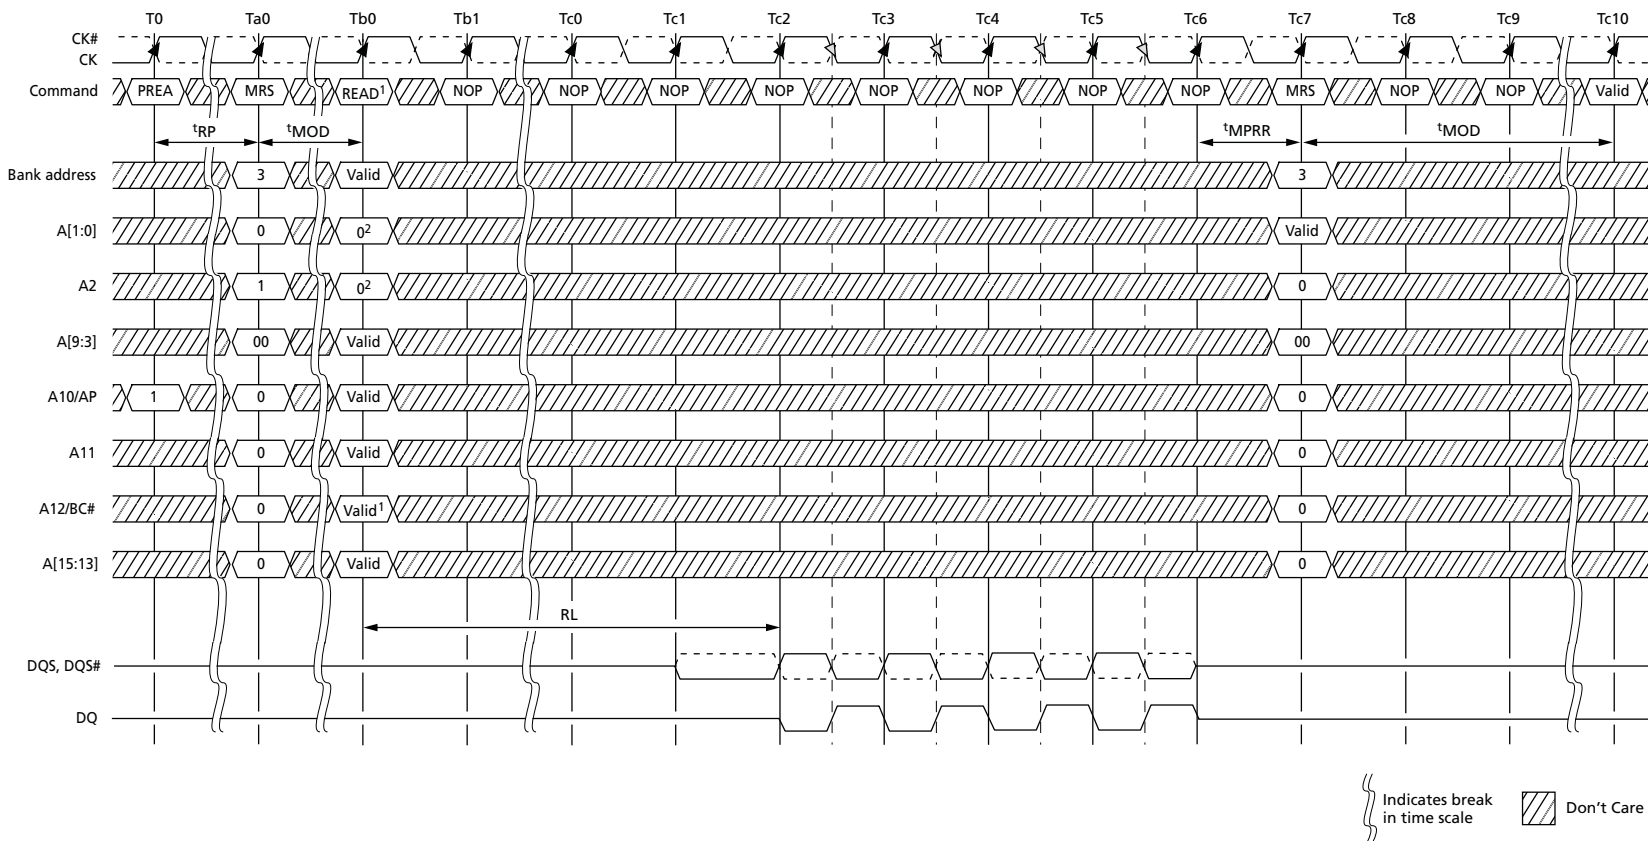 T0 Ta0 Tb0 Tb1 Tc0 Tc1 Tc2 Tc3 Tc4 Tc5 Tc6 Tc7 Tc8 Tc9 Tc10
CK#
CK
Command PREA MRS READ¹ NOP NOP NOP NOP NOP NOP NOP NOP MRS NOP NOP Valid
tRP tMOD tMPRR tMOD
Bank address 3 Valid 3
A[1:0] 0 0² Valid
A2 1 0² 0
A[9:3] 00 Valid 00
A10/AP 1 0 Valid 0
A11 0 Valid 0
A12/BC# 0 Valid¹ 0
A[15:13] 0 Valid 0
RL
DQS, DQS#
DQ
Indicates break
in time scale
Don't Care